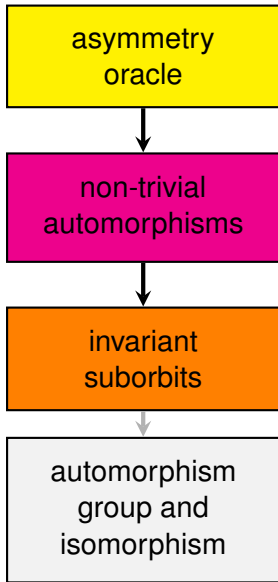 asymmetry
oracle
non-trivial
automorphisms
invariant
suborbits
automorphism
group and
isomorphism